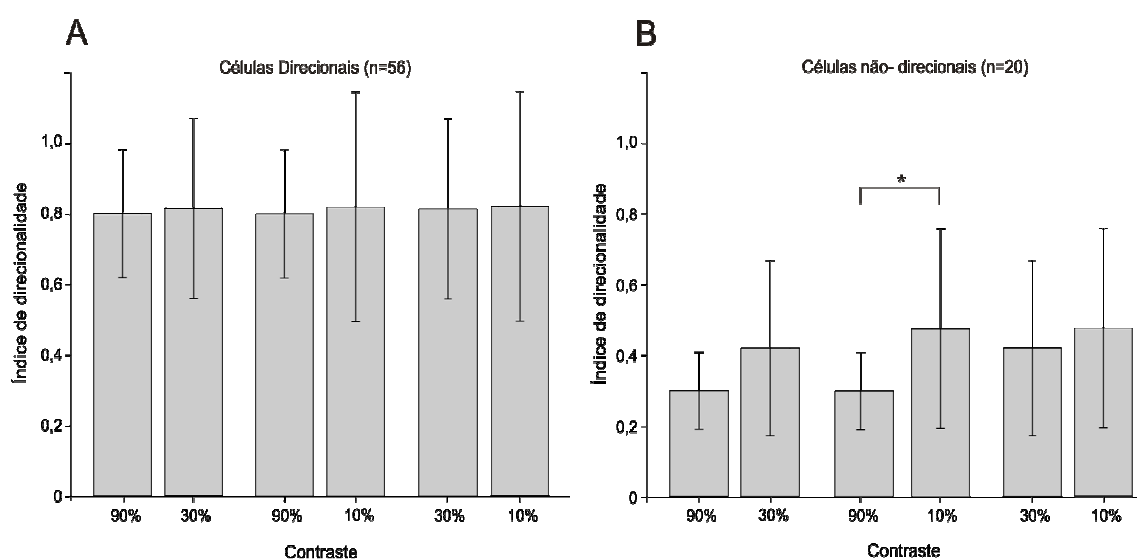 A
Células Direcionais (n=56)
Índice de direcionalidade
1,0
0,8
0,6
0,4
0,2
0
90% 30% 90% 10% 30% 10%
Contraste
B
Células não- direcionais (n=20)
Índice de direcionalidade
1,0
0,8
0,6
0,4
0,2
0
*
90% 30% 90% 10% 30% 10%
Contraste